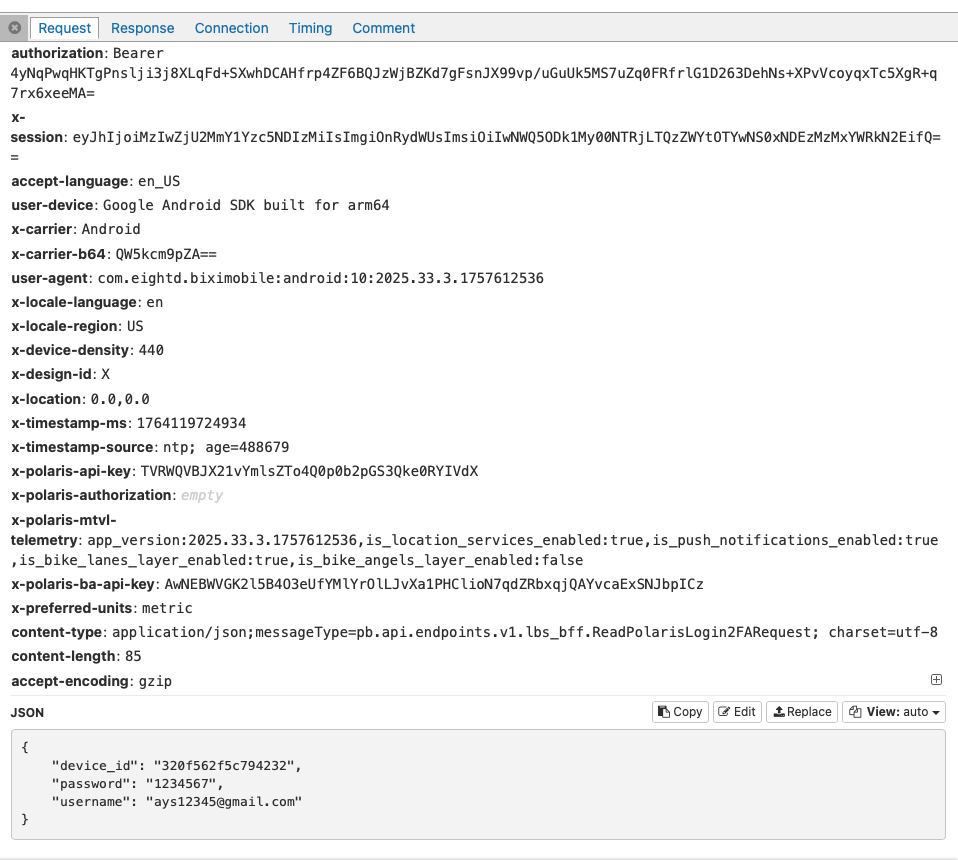 Request Response Connection Timing Comment
authorization: Bearer
4yNqPwqHKTgPnslji3j8XLqFd+SXwhDCAHfrp4ZF6BQJzWjBZKd7gFsnJX99vp/uGuUk5MS7uZq0FRfrlG1D263DehNs+XPvVcoyqxTc5XgR+q
7rx6xeeMA=
x-
session: eyJhIjoiMzIwZjU2MmY1Yzc5NDIzMiIsImgiOnRydWUsImsiOiIwNWQ5ODk1My00NTRjLTQzZWYtOTYwNS0xNDEzMzMxYWRkN2EifQ=
=
accept-language: en_US
user-device: Google Android SDK built for arm64
x-carrier: Android
x-carrier-b64: QW5kcm9pZA==
user-agent: com.eightd.biximobile:android:10:2025.33.3.1757612536
x-locale-language: en
x-locale-region: US
x-device-density: 440
x-design-id: X
x-location: 0.0,0.0
x-timestamp-ms: 1764119724934
x-timestamp-source: ntp; age=488679
x-polaris-api-key: TVRWQVBJX21vYmlsZTo4Q0p0b2pGS3Qke0RYIVdX
x-polaris-authorization: empty
x-polaris-mtvl-
telemetry: app_version:2025.33.3.1757612536,is_location_services_enabled:true,is_push_notifications_enabled:true
,is_bike_lanes_layer_enabled:true,is_bike_angels_layer_enabled:false
x-polaris-ba-api-key: AwNEBWVGK2l5B4O3eUfYMlYrOlLJvXa1PHClioN7qdZRbxqjQAYvcaExSNJbpICz
x-preferred-units: metric
content-type: application/json;messageType=pb.api.endpoints.v1.lbs_bff.ReadPolarisLogin2FARequest; charset=utf-8
content-length: 85
accept-encoding: gzip
JSON Copy Edit Replace View: auto
{
    "device_id": "320f562f5c794232",
    "password": "1234567",
    "username": "ays12345@gmail.com"
}